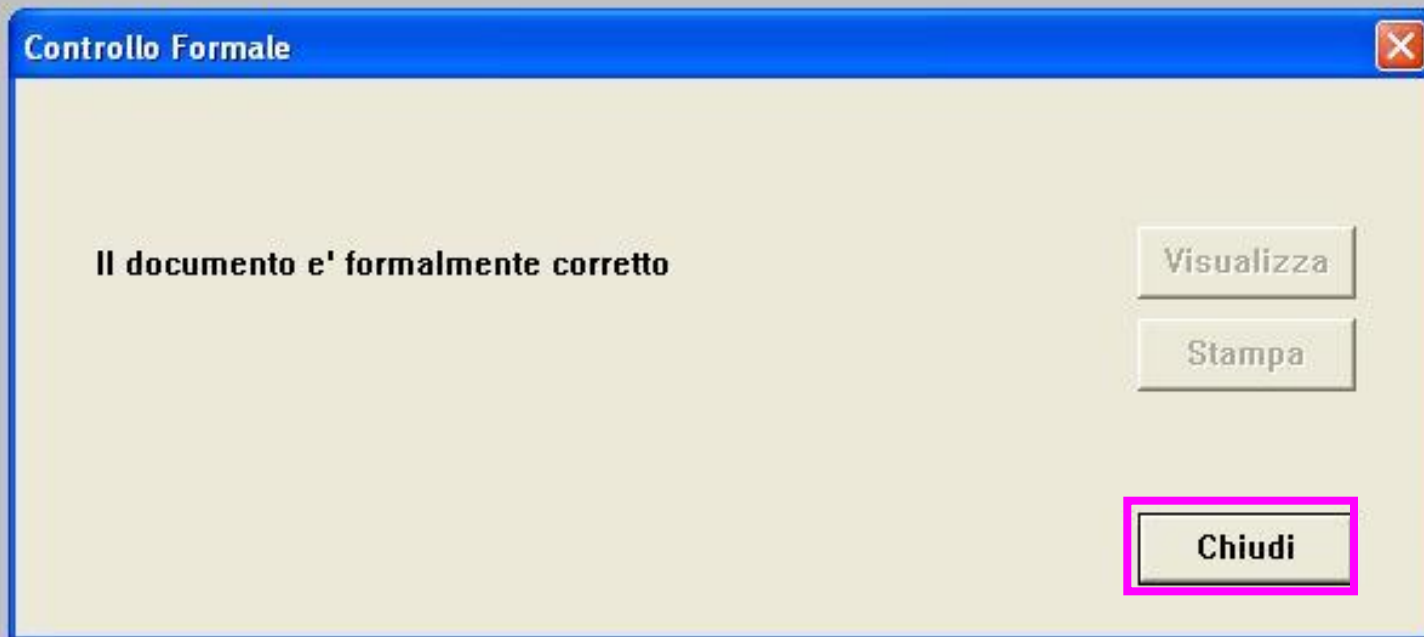 Controllo Formale
Il documento e' formalmente corretto
Visualizza
Stampa
Chiudi